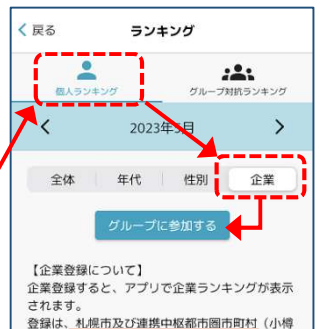 戻る
ランキング
個人ランキング
グループ対抗ランキング
2023年5月
全体
年代
性別
企業
グループに参加する
【企業登録について】
企業登録すると、アプリで企業ランキングが表示
されます。
登録は、札幌市及び連携中枢都市圏市町村（小樽